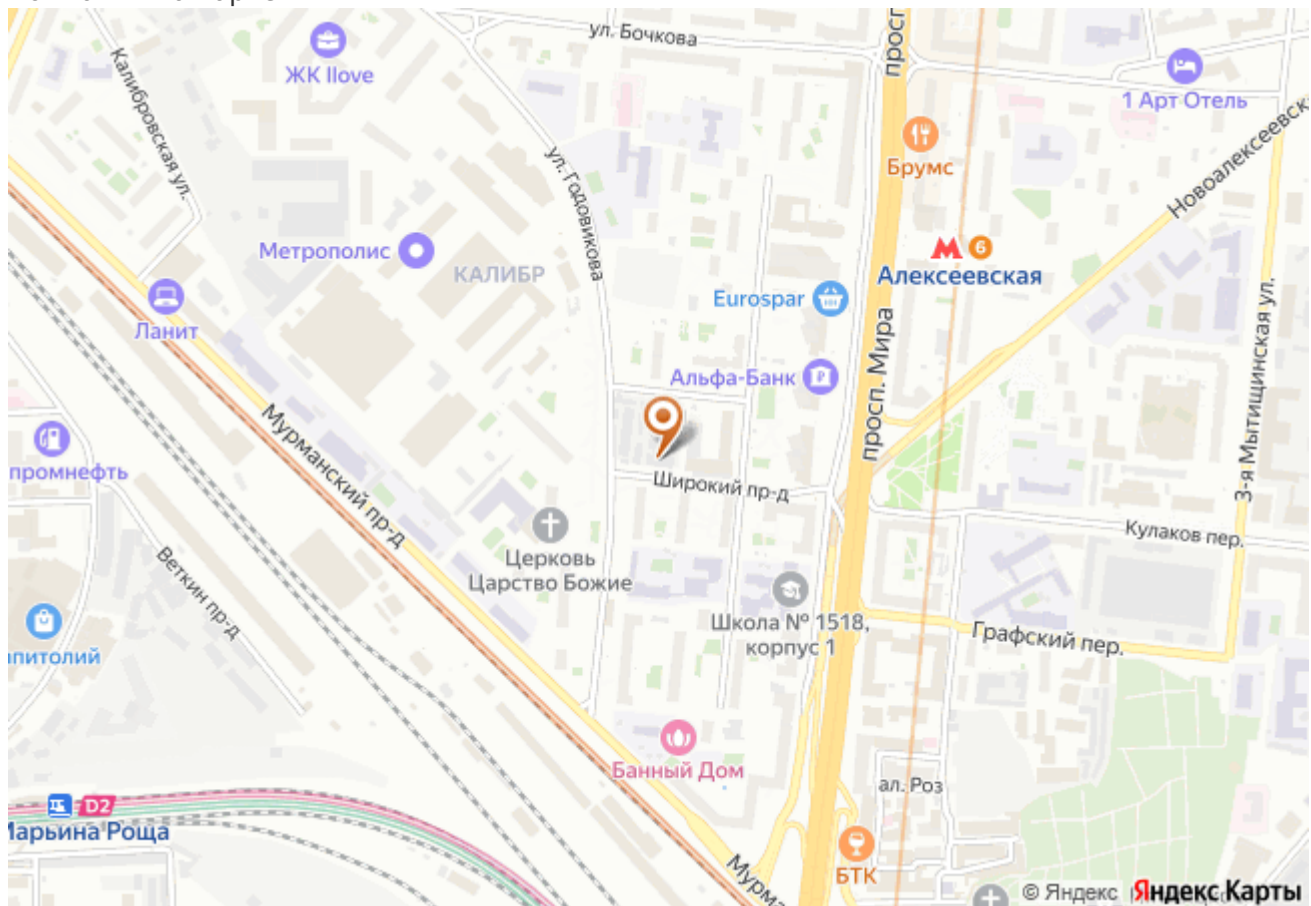 ул. Бочкова
просп
ЖК Ilove
Калибровская ул.
1 Арт Отель
Брумс
Новоалексеевска
ул. Годовикова
Метрополис
КАЛИБР
6
Алексеевская
Eurospar
Ланит
просп. Мира
3-я Мытищинская ул.
Альфа-Банк
Мурманский пр-д
промнефть
Широкий пр-д
Кулаков пер.
Церковь
Царство Божие
Веткин пр-д
Школа № 1518,
корпус 1
Графский пер.
апитолий
Банный Дом
ал. Роз
D2
Марьина Роща
БТК
Мурма
© Яндекс
Яндекс Карты